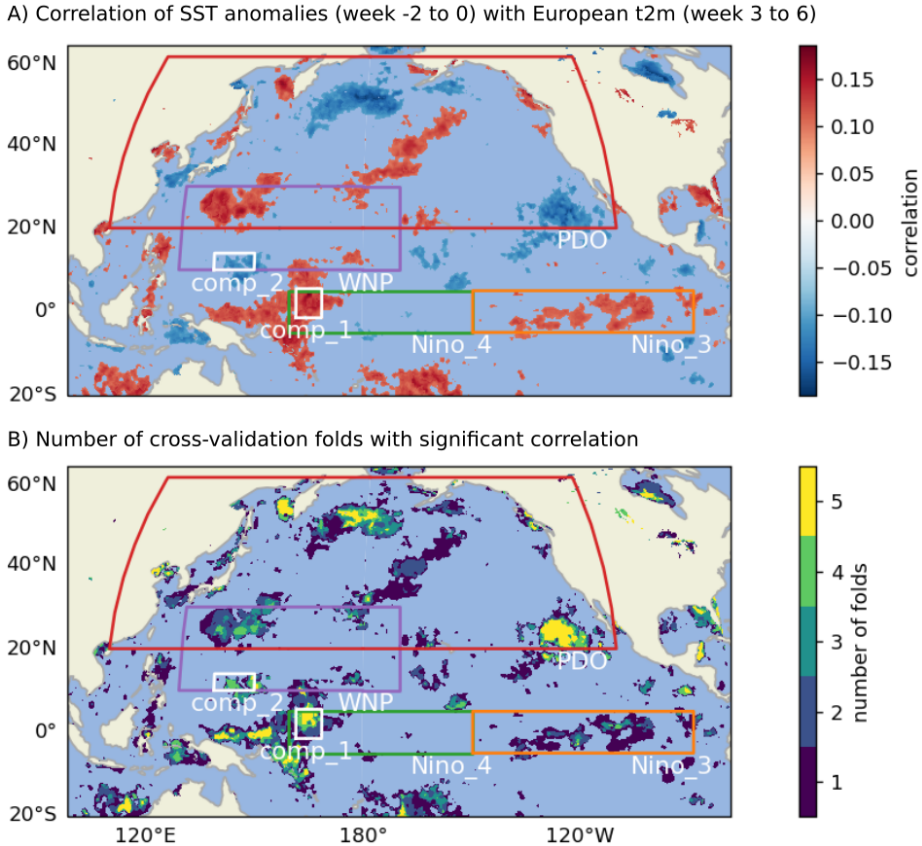 A) Correlation of SST anomalies (week -2 to 0) with European t2m (week 3 to 6)
60°N
40°N
20°N
0°
20°S
PDO
comp_2
WNP
comp_1
Nino_4
Nino_3
0.15
0.10
0.05
0.00
−0.05
−0.10
−0.15
correlation
B) Number of cross-validation folds with significant correlation
60°N
40°N
20°N
0°
20°S
PDO
comp_2
WNP
comp_1
Nino_4
Nino_3
120°E
180°
120°W
5
4
3
2
1
number of folds